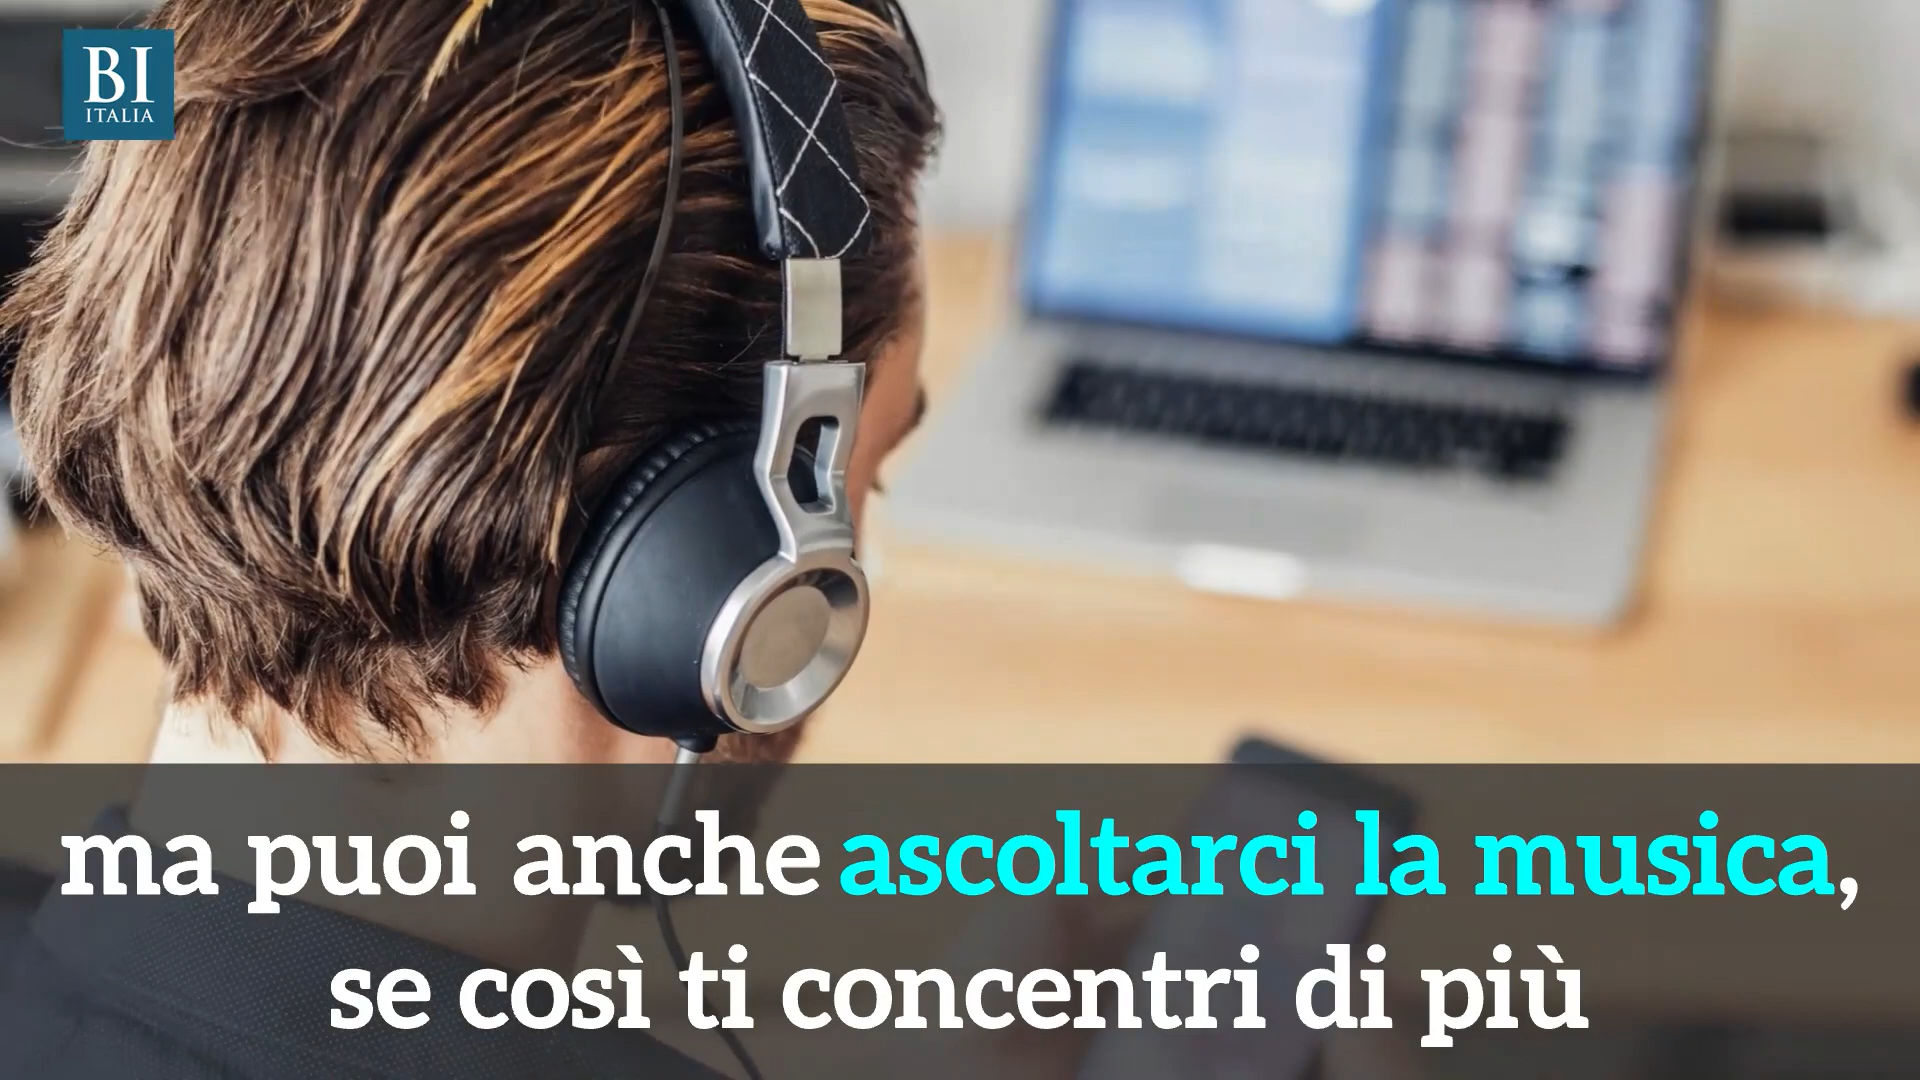 BI
ITALIA
ma puoi anche ascoltarci la musica,
se così ti concentri di più